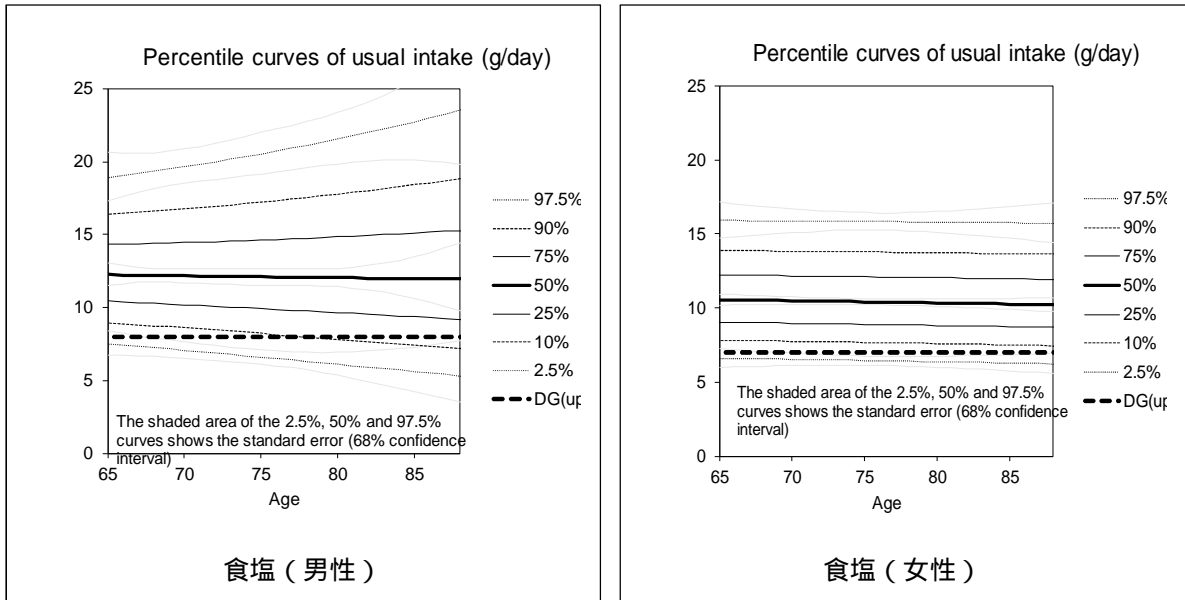 Percentile curves of usual intake (g/day)
25
20
15
10
5
0
65 70 75 80 85
Age
97.5%
90%
75%
50%
25%
10%
2.5%
DG(up
The shaded area of the 2.5%, 50% and 97.5%
curves shows the standard error (68% confidence
interval)
食塩（男性）
Percentile curves of usual intake (g/day)
25
20
15
10
5
0
65 70 75 80 85
Age
97.5%
90%
75%
50%
25%
10%
2.5%
DG(up
The shaded area of the 2.5%, 50% and 97.5%
curves shows the standard error (68% confidence
interval)
食塩（女性）